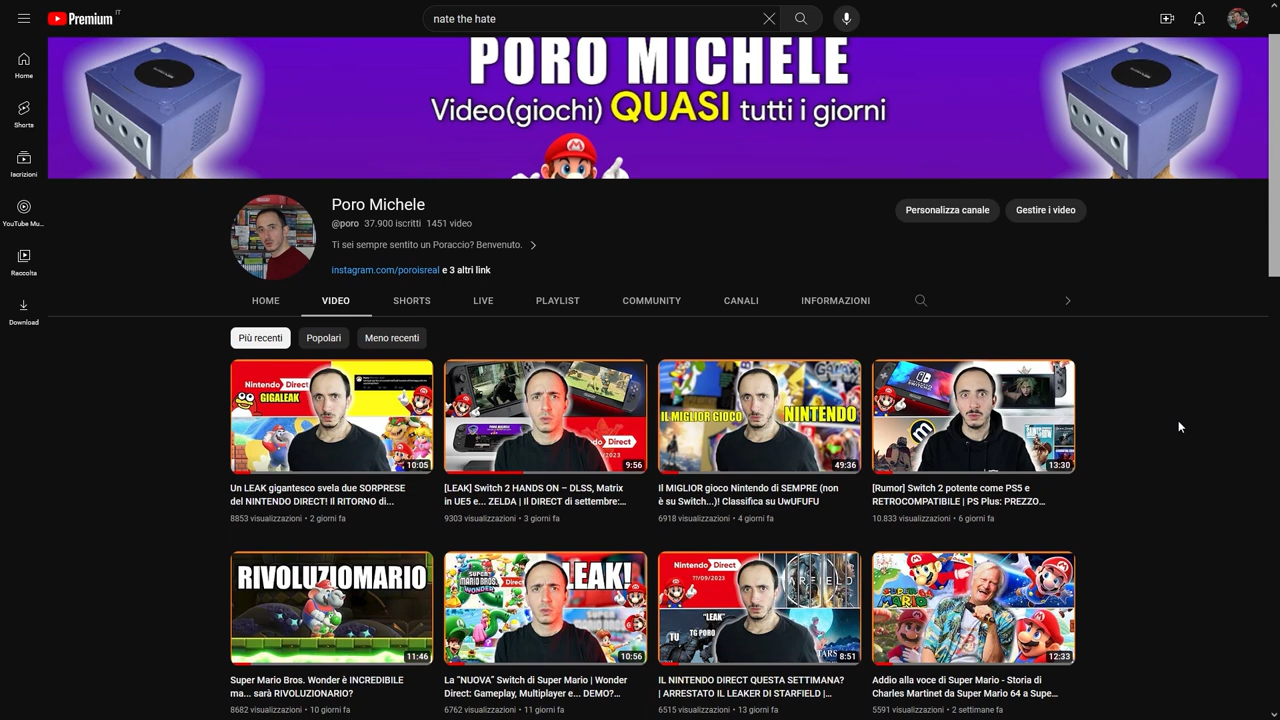 Premium IT
nate the hate
Home
Shorts
Iscrizioni
YouTube Mu...
Raccolta
Download
PORO MICHELE
Video(giochi) QUASI tutti i giorni
Poro Michele
@poro 37.900 iscritti 1451 video
Ti sei sempre sentito un Poraccio? Benvenuto.
instagram.com/poroisreal e 3 altri link
Personalizza canale
Gestire i video
HOME VIDEO SHORTS LIVE PLAYLIST COMMUNITY CANALI INFORMAZIONI
Più recenti Popolari Meno recenti
Nintendo Direct
GIGALEAK
10:05
Un LEAK gigantesco svela due SORPRESE
del NINTENDO DIRECT! Il RITORNO di...
8853 visualizzazioni • 2 giorni fa
Direct
9:56
[LEAK] Switch 2 HANDS ON – DLSS, Matrix
in UE5 e... ZELDA | Il DIRECT di settembre:...
9303 visualizzazioni • 3 giorni fa
IL MIGLIOR GIOCO
NINTENDO
49:36
Il MIGLIOR gioco Nintendo di SEMPRE (non
è su Switch...)! Classifica su UwUFUFU
6918 visualizzazioni • 4 giorni fa
13:30
[Rumor] Switch 2 potente come PS5 e
RETROCOMPATIBILE | PS Plus: PREZZO...
10.833 visualizzazioni • 6 giorni fa
RIVOLUZIOMARIO
11:46
Super Mario Bros. Wonder è INCREDIBILE
ma... sarà RIVOLUZIONARIO?
8682 visualizzazioni • 10 giorni fa
SUPER
MARIO BROS.
WONDER
Direct
LEAK!
10:56
La “NUOVA” Switch di Super Mario | Wonder
Direct: Gameplay, Multiplayer e... DEMO?...
6762 visualizzazioni • 11 giorni fa
Nintendo Direct
"LEAK"
TU
TG PORO
8:51
IL NINTENDO DIRECT QUESTA SETTIMANA?
| ARRESTATO IL LEAKER DI STARFIELD |...
6515 visualizzazioni • 13 giorni fa
SUPER
MARIO
12:33
Addio alla voce di Super Mario - Storia di
Charles Martinet da Super Mario 64 a Supe...
5591 visualizzazioni • 2 settimane fa